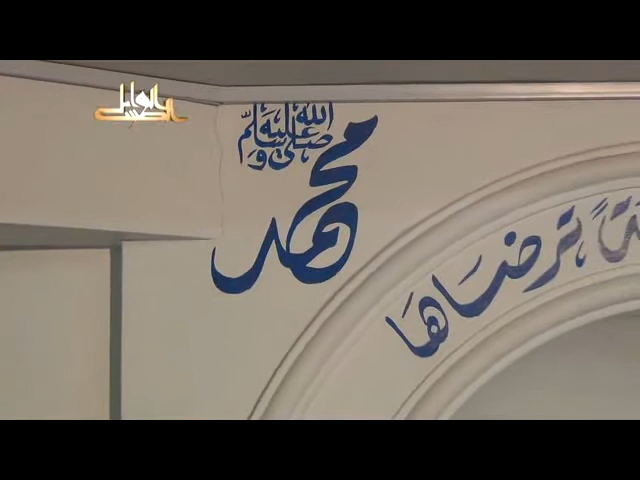 صلى الله عليه وسلم
محمد
ترضاها